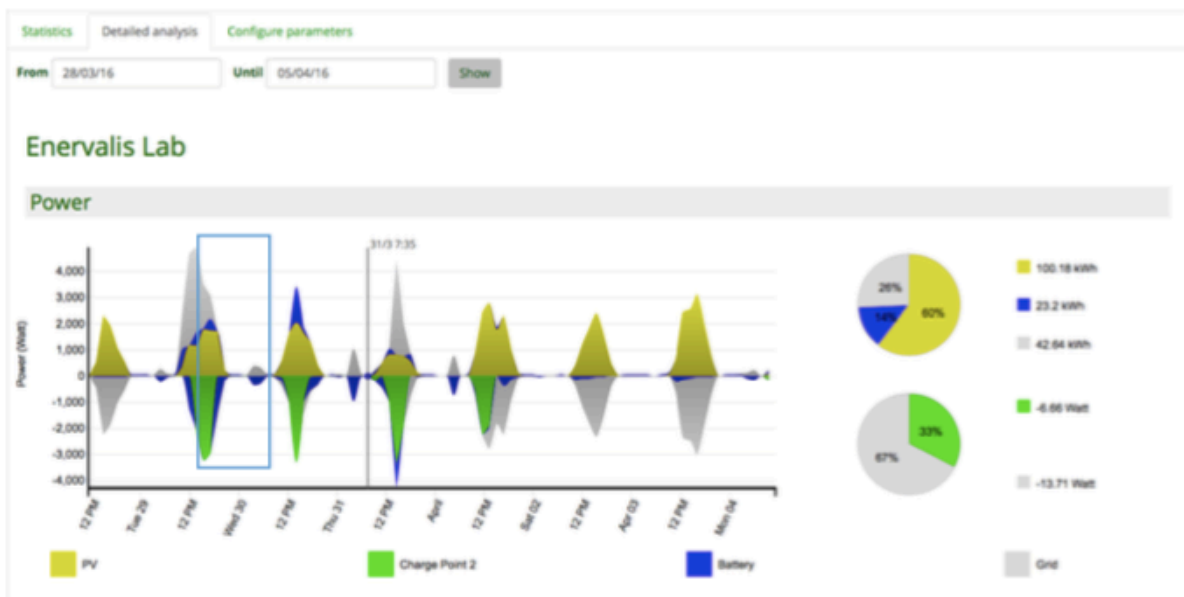 Statistics Detailed analysis Configure parameters
From 28/03/16 Until 05/04/16 Show
Enervalis Lab
Power
31/3 7:35
Power (Watt)
4,000
3,000
2,000
1,000
0
-1,000
-2,000
-3,000
-4,000
12 PM Tue 29 12 PM Wed 30 12 PM Thu 31 12 PM April 12 PM Sat 02 12 PM Apr 03 12 PM Mon 04
60%
14%
26%
100.18 kWh
23.2 kWh
42.64 kWh
33%
67%
-6.66 Watt
-13.71 Watt
PV Charge Point 2 Battery Grid